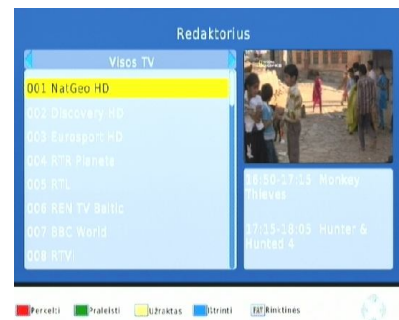 Redaktorius
Visos TV
001 NatGeo HD
002 Discovery HD
003 Eurosport HD
004 RTR Planeta
005 RTL
006 REN TV Baltic
007 BBC World
008 RTVi
16:50-17:15 Monkey
Thieves
17:15-18:05 Hunter &
Hunted 4
Perkelti Praleisti Užraktas Ištrinti FAV Rinktinės